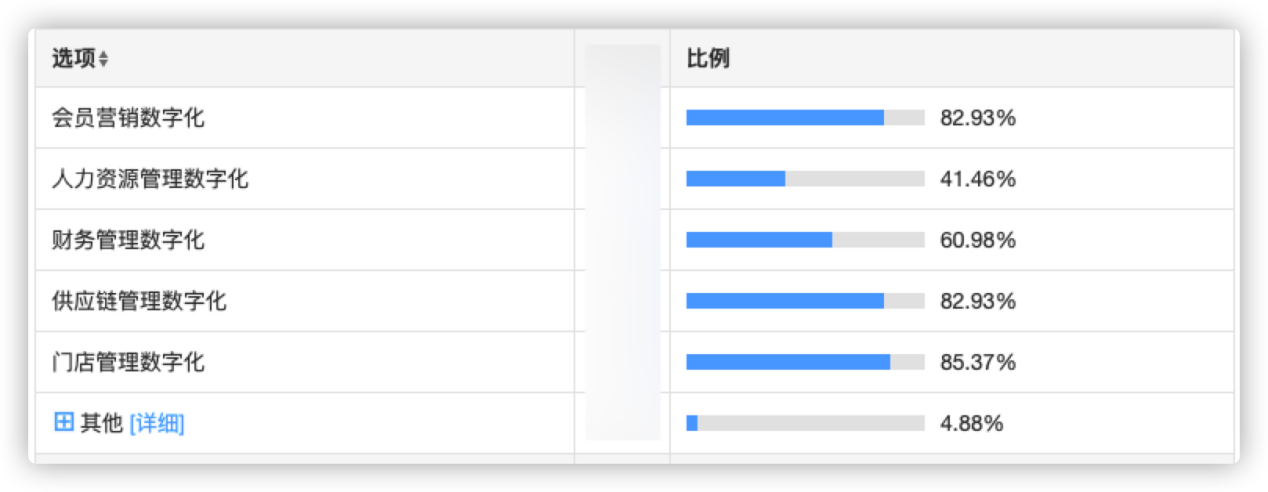 选项 比例
会员营销数字化 82.93%
人力资源管理数字化 41.46%
财务管理数字化 60.98%
供应链管理数字化 82.93%
门店管理数字化 85.37%
其他 [详细] 4.88%